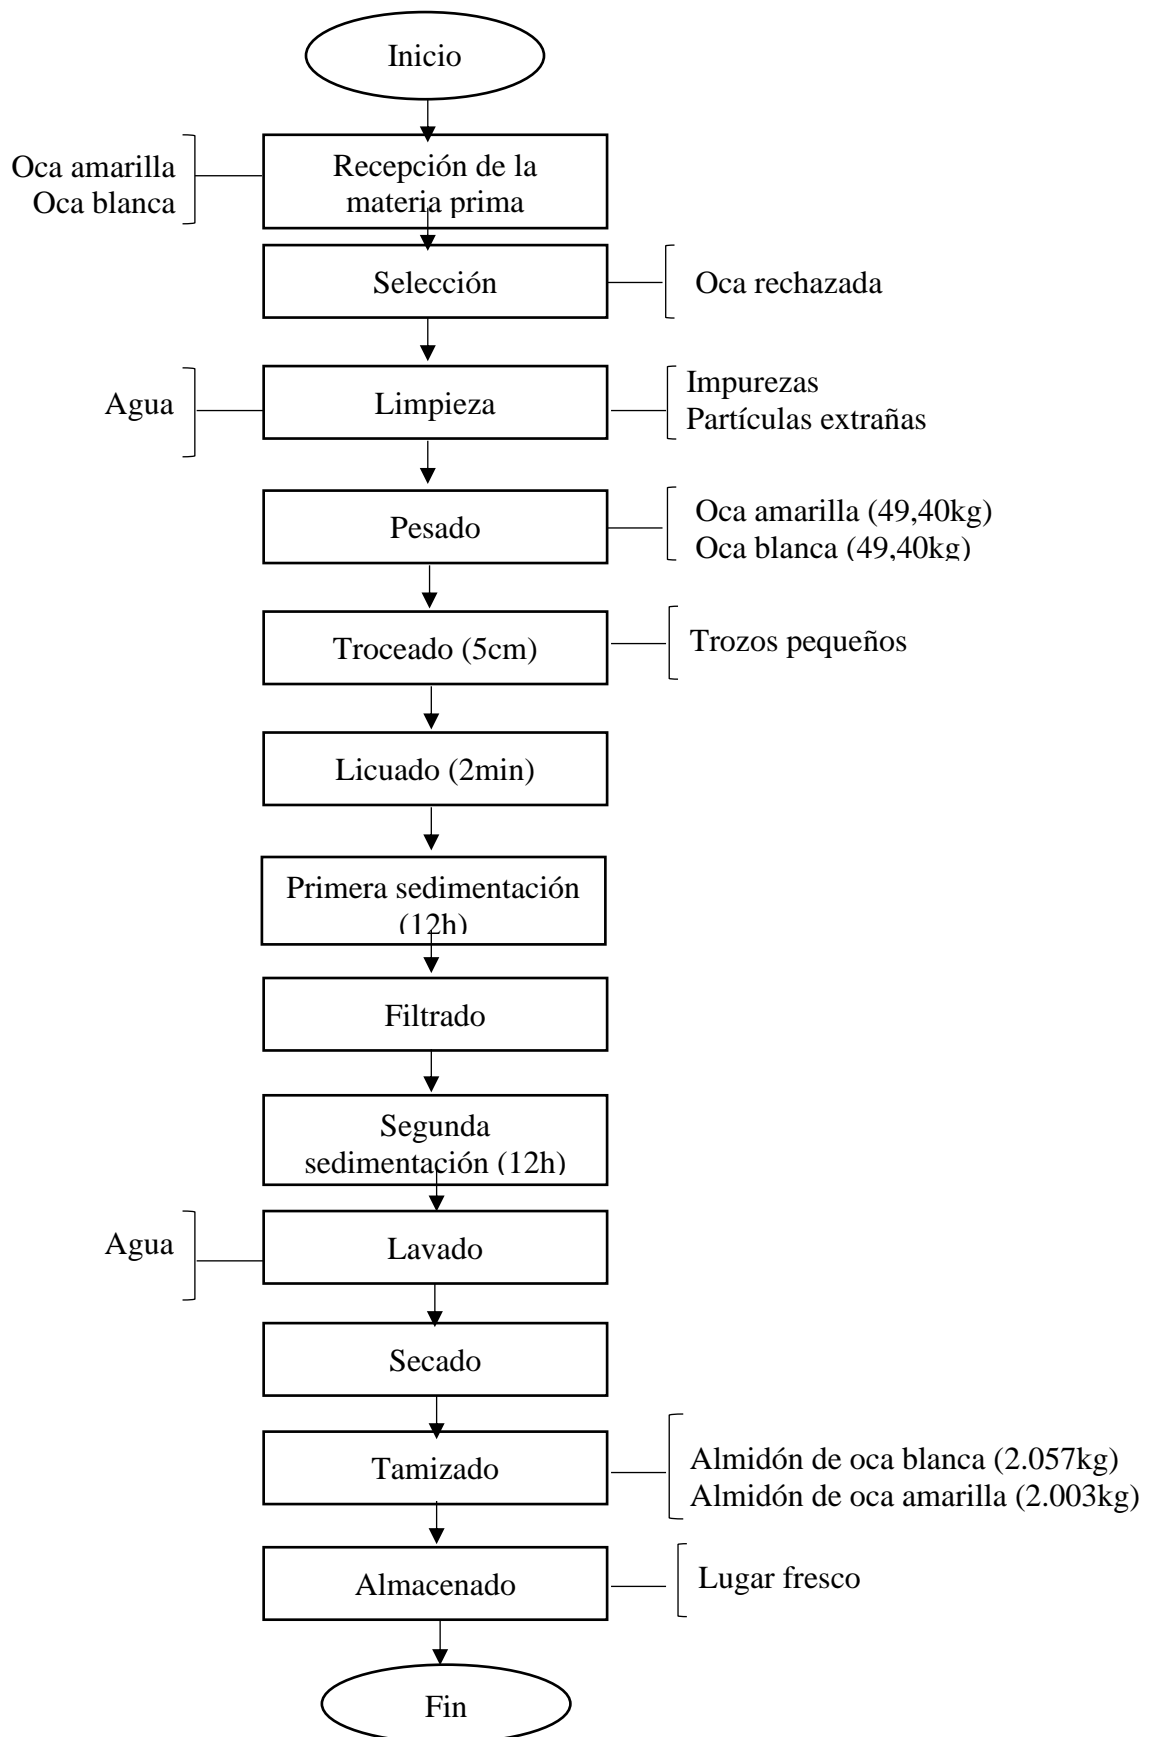 Inicio
Oca amarilla
Oca blanca
Recepción de la
materia prima
Selección
Oca rechazada
Agua
Limpieza
Impurezas
Partículas extrañas
Pesado
Oca amarilla (49,40kg)
Oca blanca (49,40kg)
Troceado (5cm)
Trozos pequeños
Licuado (2min)
Primera sedimentación
(12h)
Filtrado
Segunda
sedimentación (12h)
Agua
Lavado
Secado
Tamizado
Almidón de oca blanca (2.057kg)
Almidón de oca amarilla (2.003kg)
Almacenado
Lugar fresco
Fin